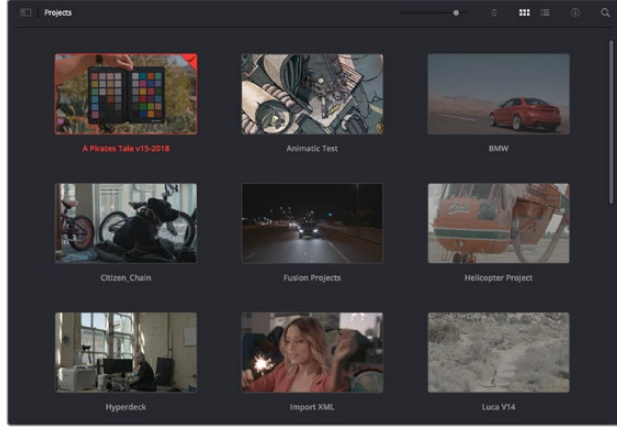 Projects
A Pirates Tale v15-2018
Animatic Test
BMW
Citizen_Chain
Fusion Projects
Helicopter Project
Hyperdeck
Import XML
Luca V14